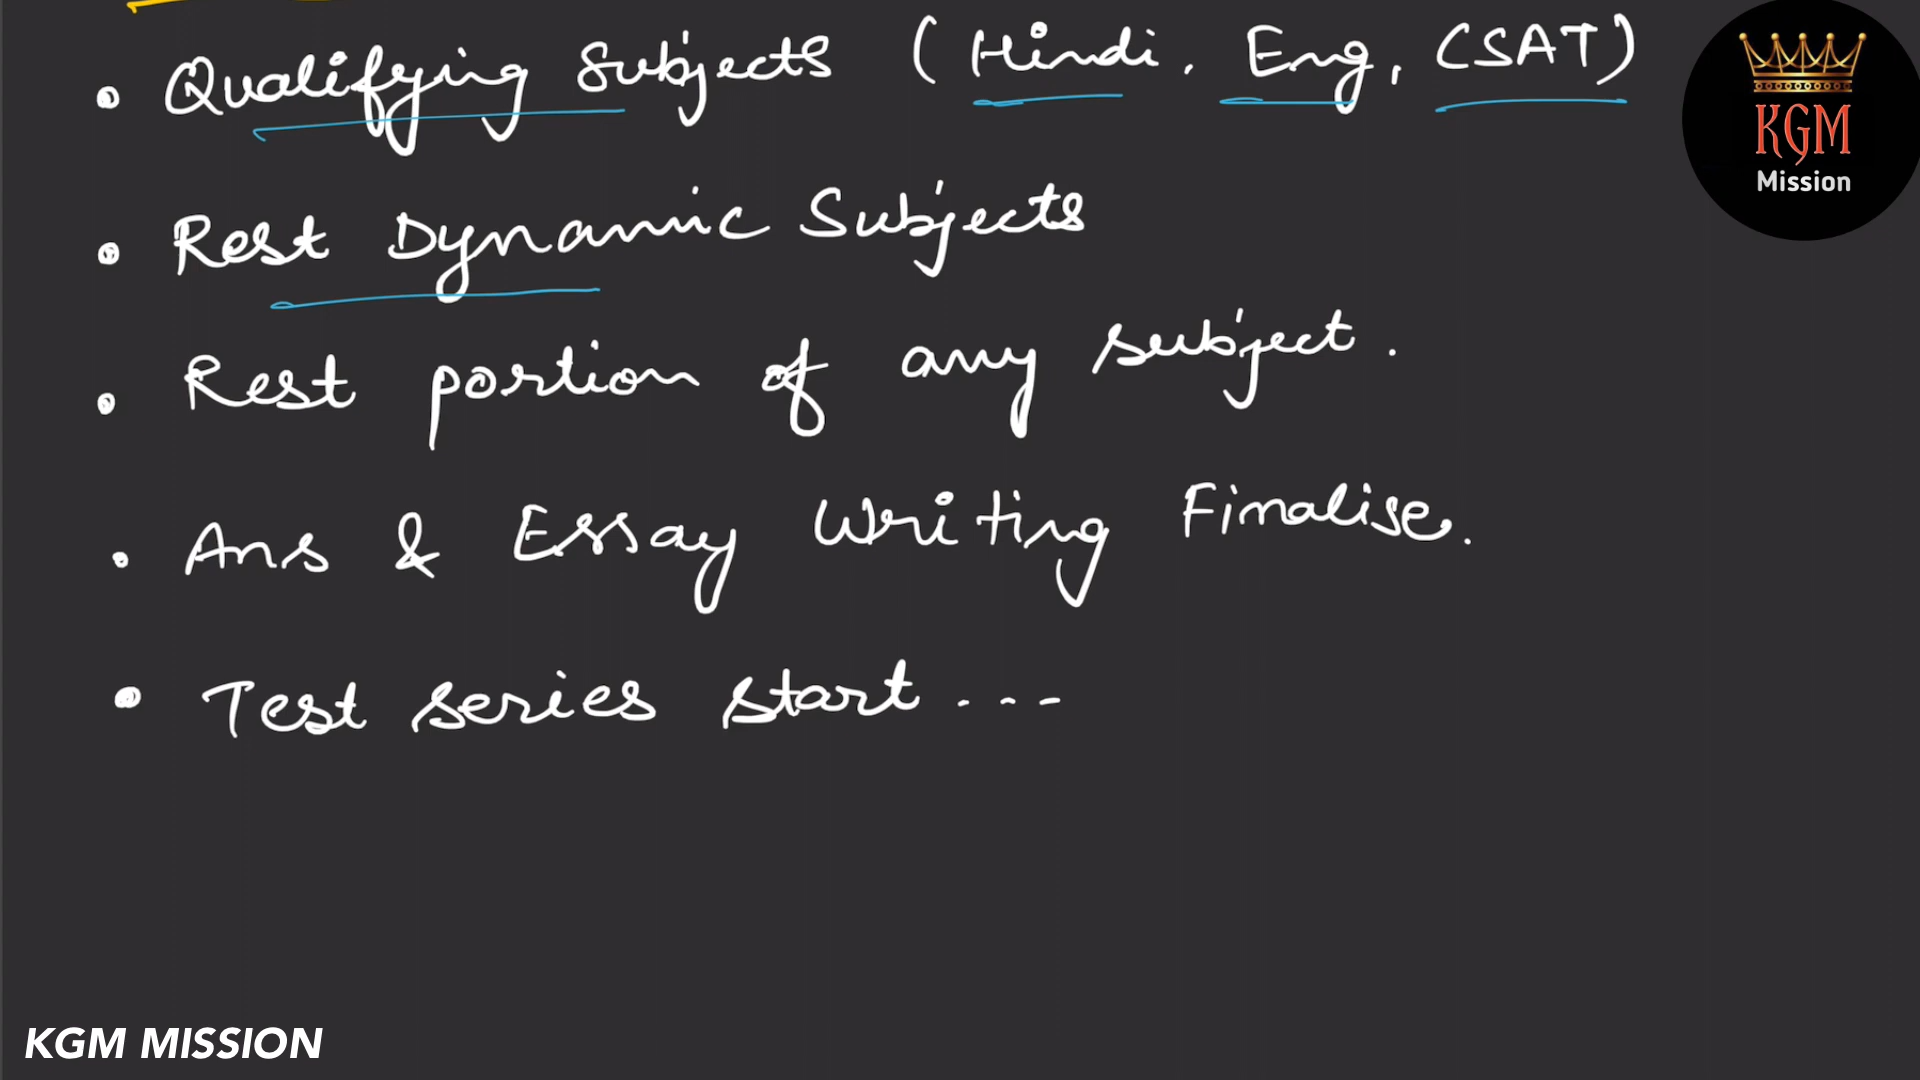 • Qualifying Subjects (Hindi, Eng, CSAT)
KGM
Mission
• Rest Dynamic Subjects
• Rest portion of any subject.
• Ans & Essay Writing Finalise.
• Test series start ...
KGM MISSION